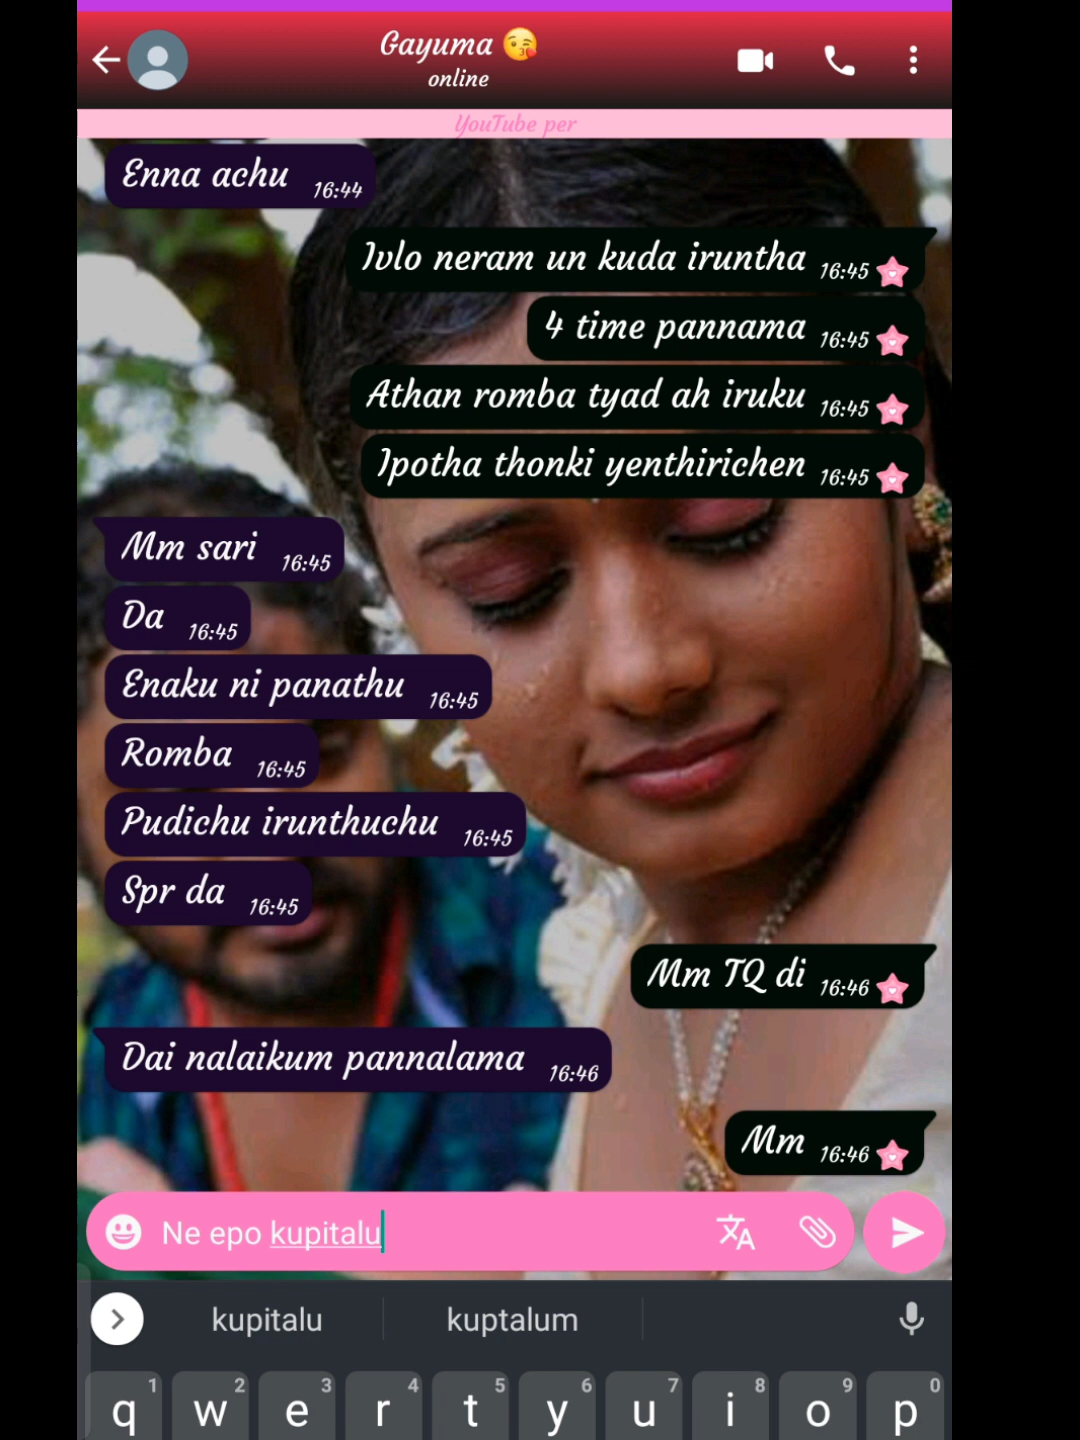 Gayuma 😘
online
YouTube per
Enna achu 16:44
Ivlo neram un kuda iruntha 16:45
4 time pannama 16:45
Athan romba tyad ah iruku 16:45
Ipotha thonki yenthirichen 16:45
Mm sari 16:45
Da 16:45
Enaku ni panathu 16:45
Romba 16:45
Pudichu irunthuchu 16:45
Spr da 16:45
Mm TQ di 16:46
Dai nalaikum pannalama 16:46
Mm 16:46
Ne epo kupitalu
kupitalu kuptalum
1 2 3 4 5 6 7 8 9 0
q w e r t y u i o p